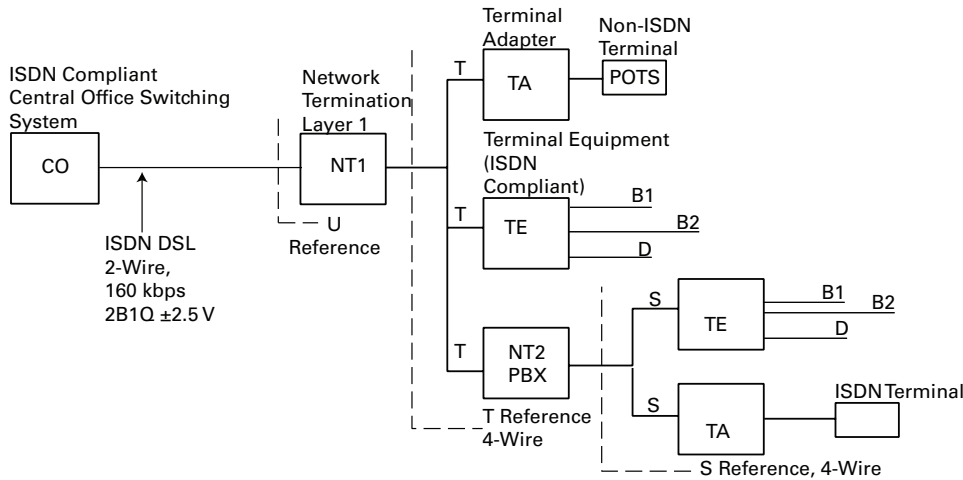 Terminal
Adapter
Non-ISDN
Terminal
T
TA
POTS
ISDN Compliant
Central Office Switching
System
CO
Network
Termination
Layer 1
NT1
Terminal Equipment
(ISDN
Compliant)
T
TE
B1
B2
D
U
Reference
ISDN DSL
2-Wire,
160 kbps
2B1Q ±2.5 V
T
NT2
PBX
S
TE
B1
B2
D
T Reference
4-Wire
S
TA
ISDN Terminal
S Reference, 4-Wire